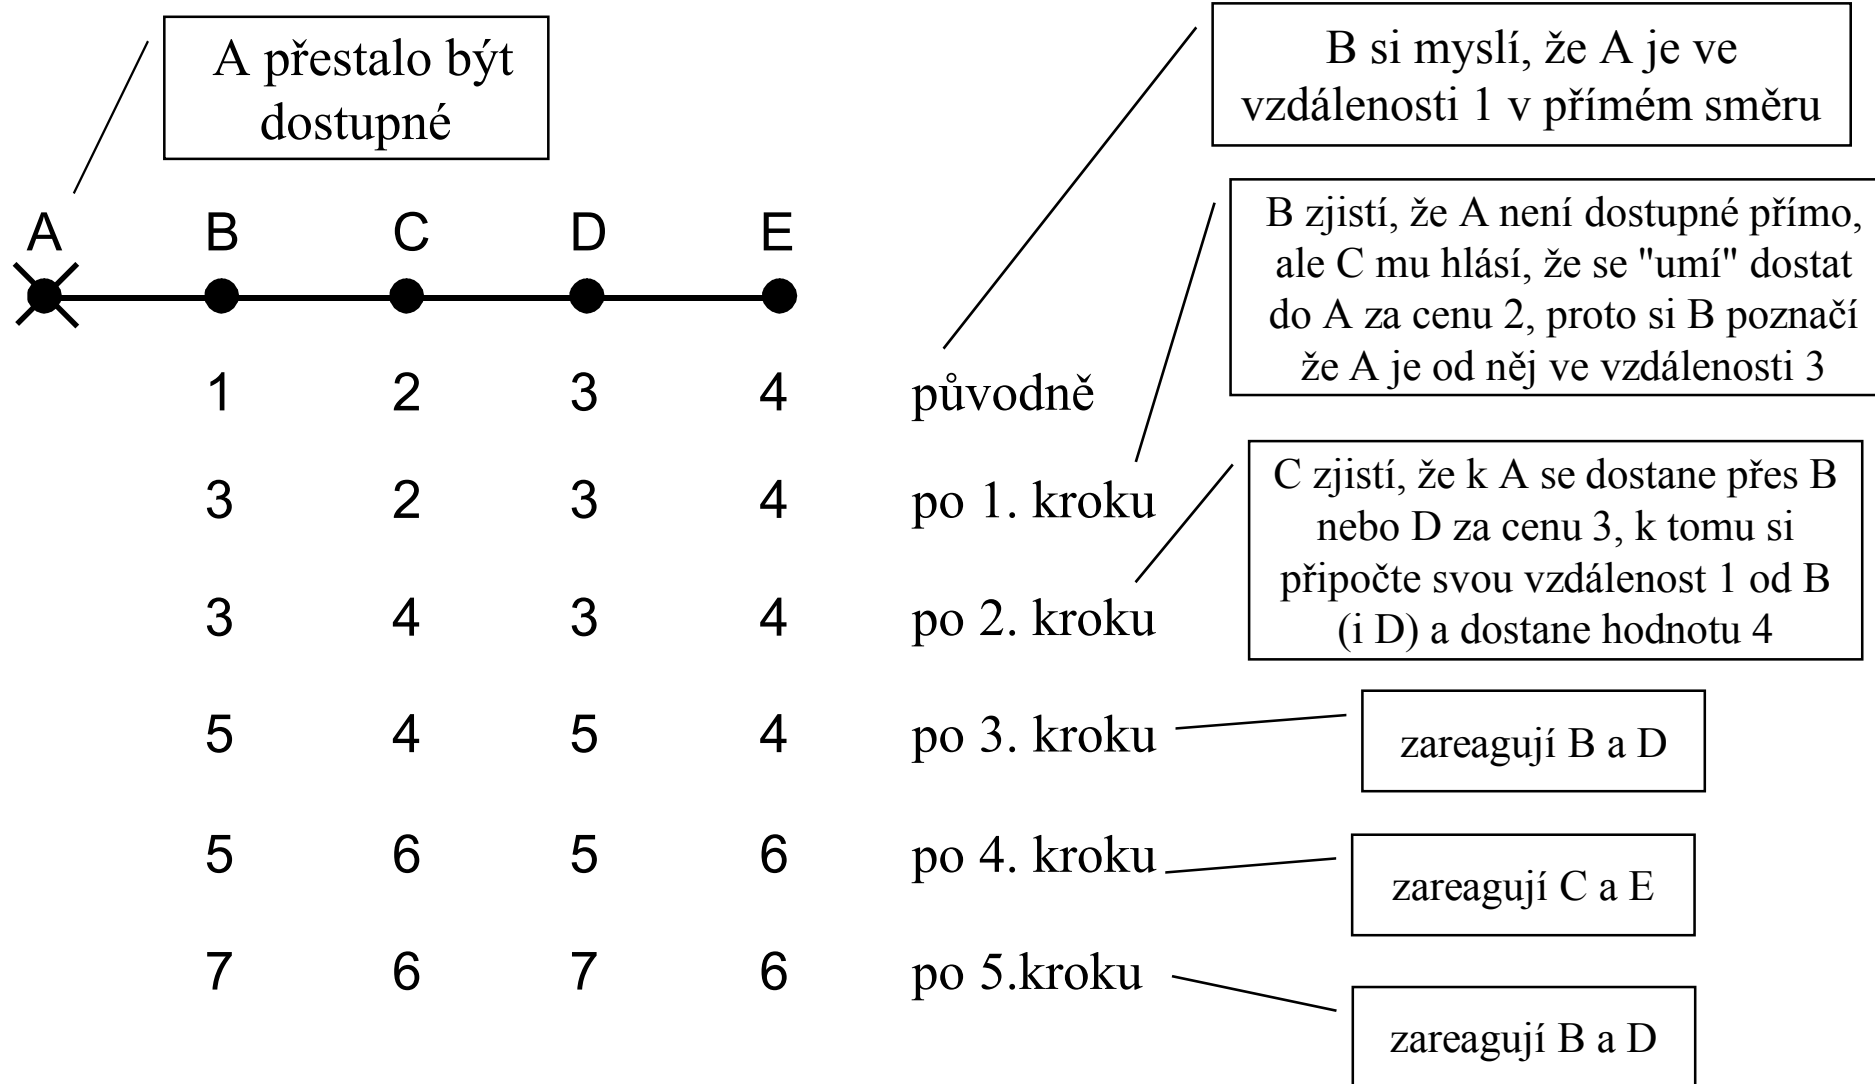 A přestalo být
dostupné
B si myslí, že A je ve
vzdálenosti 1 v přímém směru
B zjistí, že A není dostupné přímo,
ale C mu hlásí, že se "umí" dostat
do A za cenu 2, proto si B poznačí
že A je od něj ve vzdálenosti 3
A B C D E
1 2 3 4 původně
3 2 3 4 po 1. kroku
C zjistí, že k A se dostane přes B
nebo D za cenu 3, k tomu si
připočte svou vzdálenost 1 od B
(i D) a dostane hodnotu 4
3 4 3 4 po 2. kroku
5 4 5 4 po 3. kroku
zareagují B a D
5 6 5 6 po 4. kroku
zareagují C a E
7 6 7 6 po 5.kroku
zareagují B a D